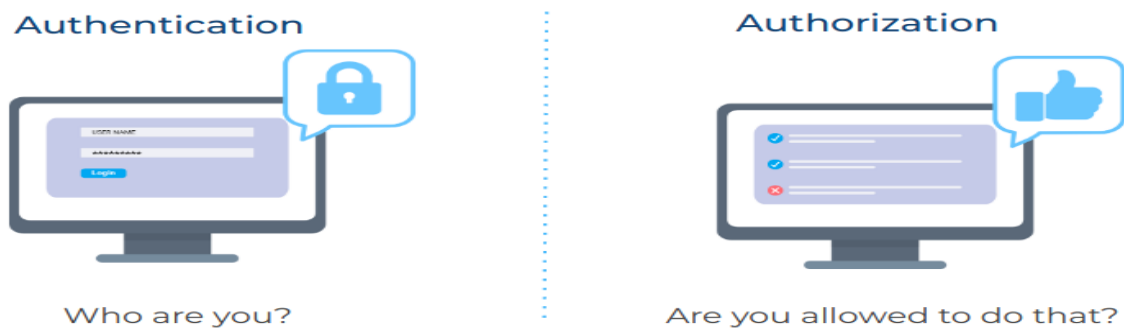 Authentication
USER NAME
*********
Login
Who are you?
Authorization
Are you allowed to do that?